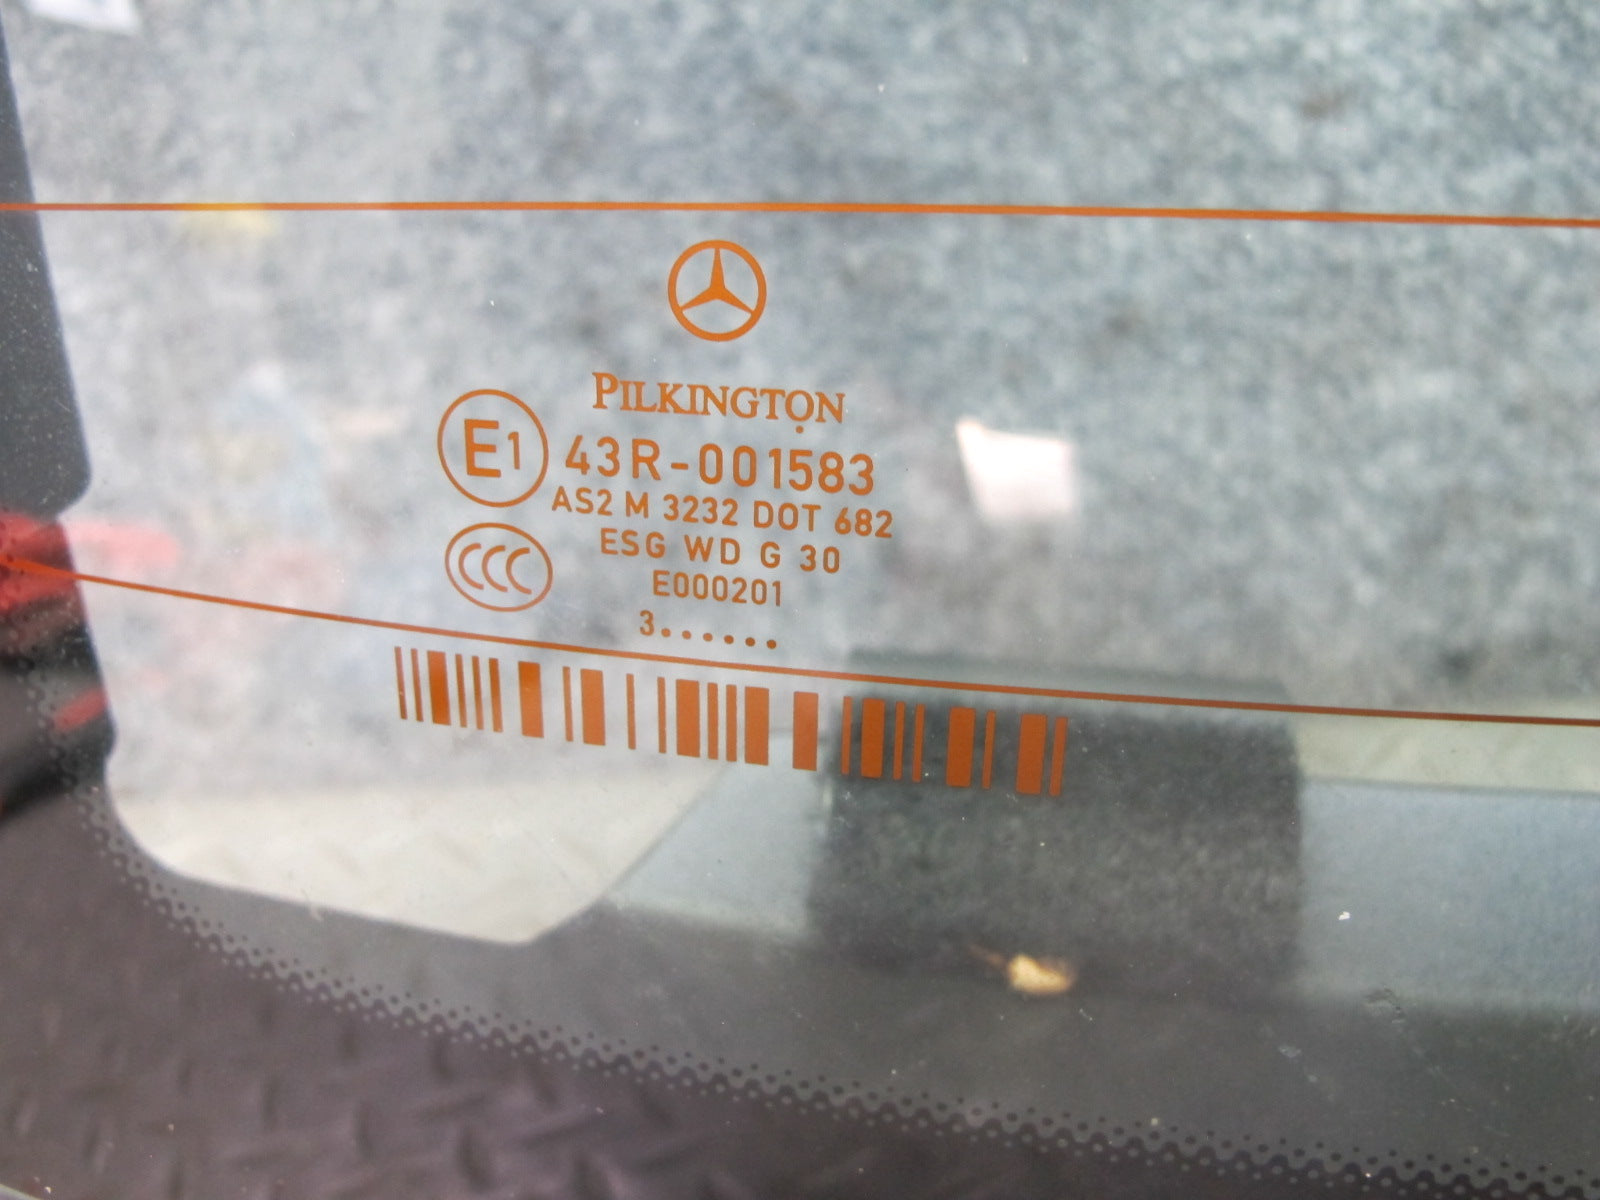 PILKINGTON
E1 43R-001583
AS2 M 3232 DOT 682
CCC ESG WD G 30
E000201
3......